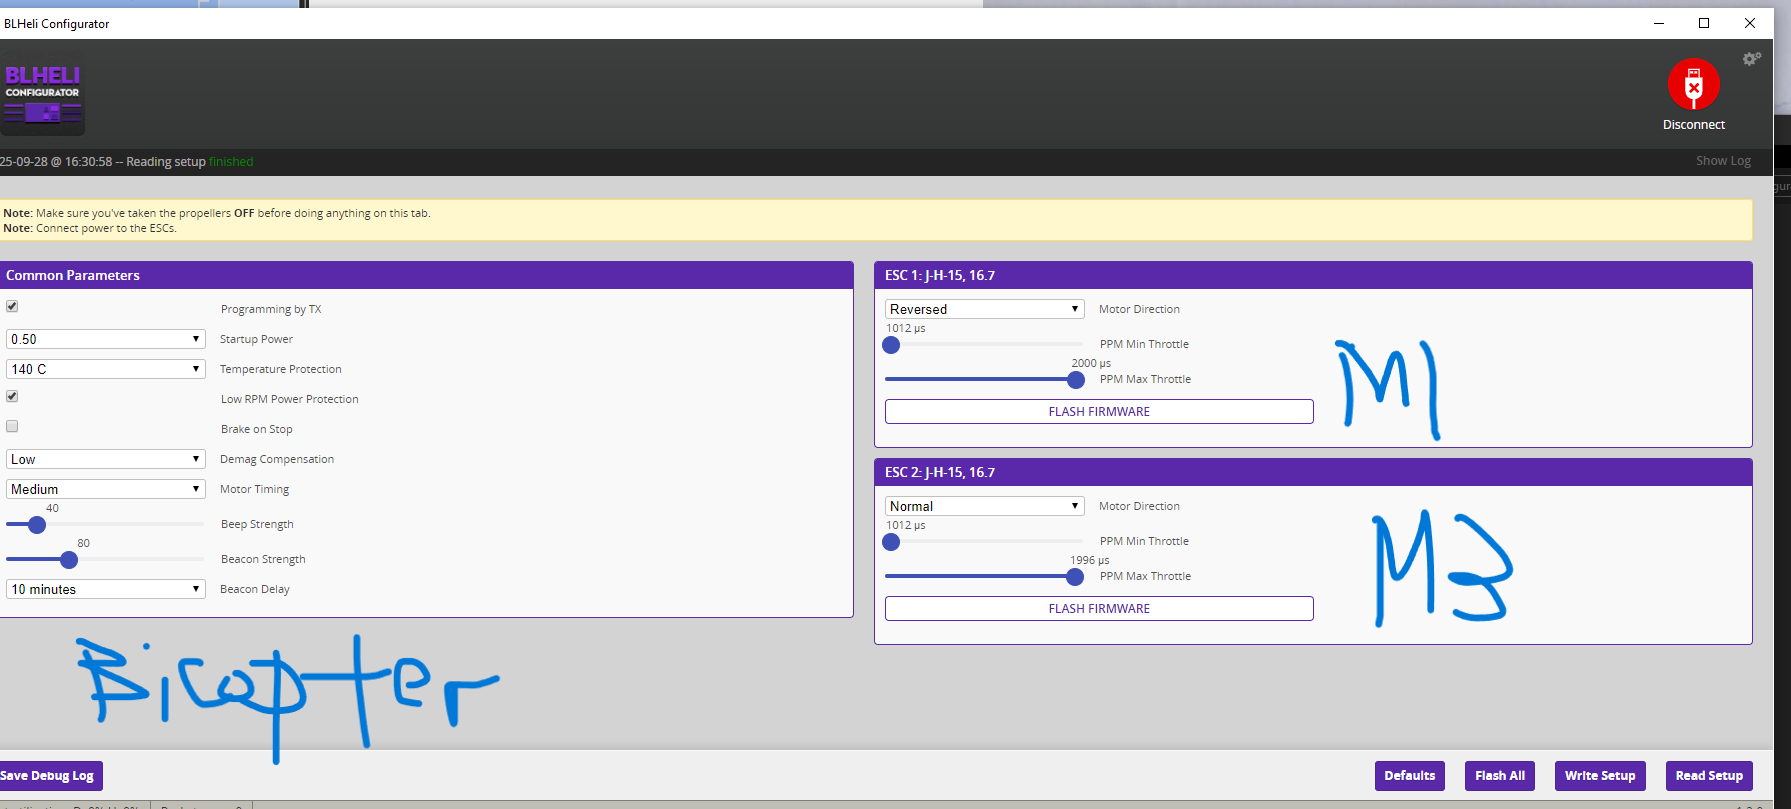 BLHeli Configurator
BLHELI
CONFIGURATOR
Disconnect
25-09-28 @ 16:30:58 -- Reading setup finished
Show Log
Note: Make sure you've taken the propellers OFF before doing anything on this tab.
Note: Connect power to the ESCs.
Common Parameters
Programming by TX
0.50 Startup Power
140 C Temperature Protection
Low RPM Power Protection
Brake on Stop
Low Demag Compensation
Medium Motor Timing
40
Beep Strength
80
Beacon Strength
10 minutes Beacon Delay
ESC 1: J-H-15, 16.7
Reversed Motor Direction
1012 µs
PPM Min Throttle
2000 µs
PPM Max Throttle
FLASH FIRMWARE
M1
ESC 2: J-H-15, 16.7
Normal Motor Direction
1012 µs
PPM Min Throttle
1996 µs
PPM Max Throttle
FLASH FIRMWARE
M3
Bicopter
Save Debug Log
Defaults Flash All Write Setup Read Setup